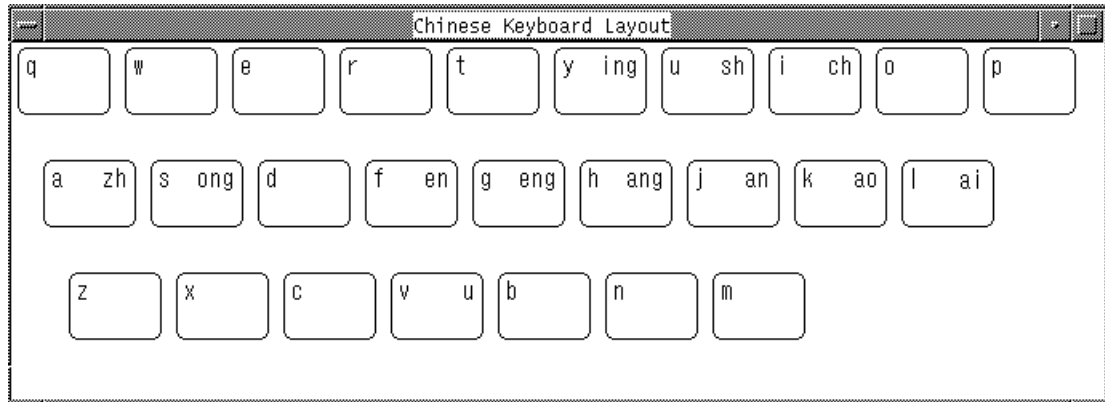 Chinese Keyboard Layout
q w e r t y ing u sh i ch o p
a zh s ong d f en g eng h ang j an k ao l ai
z x c v u b n m